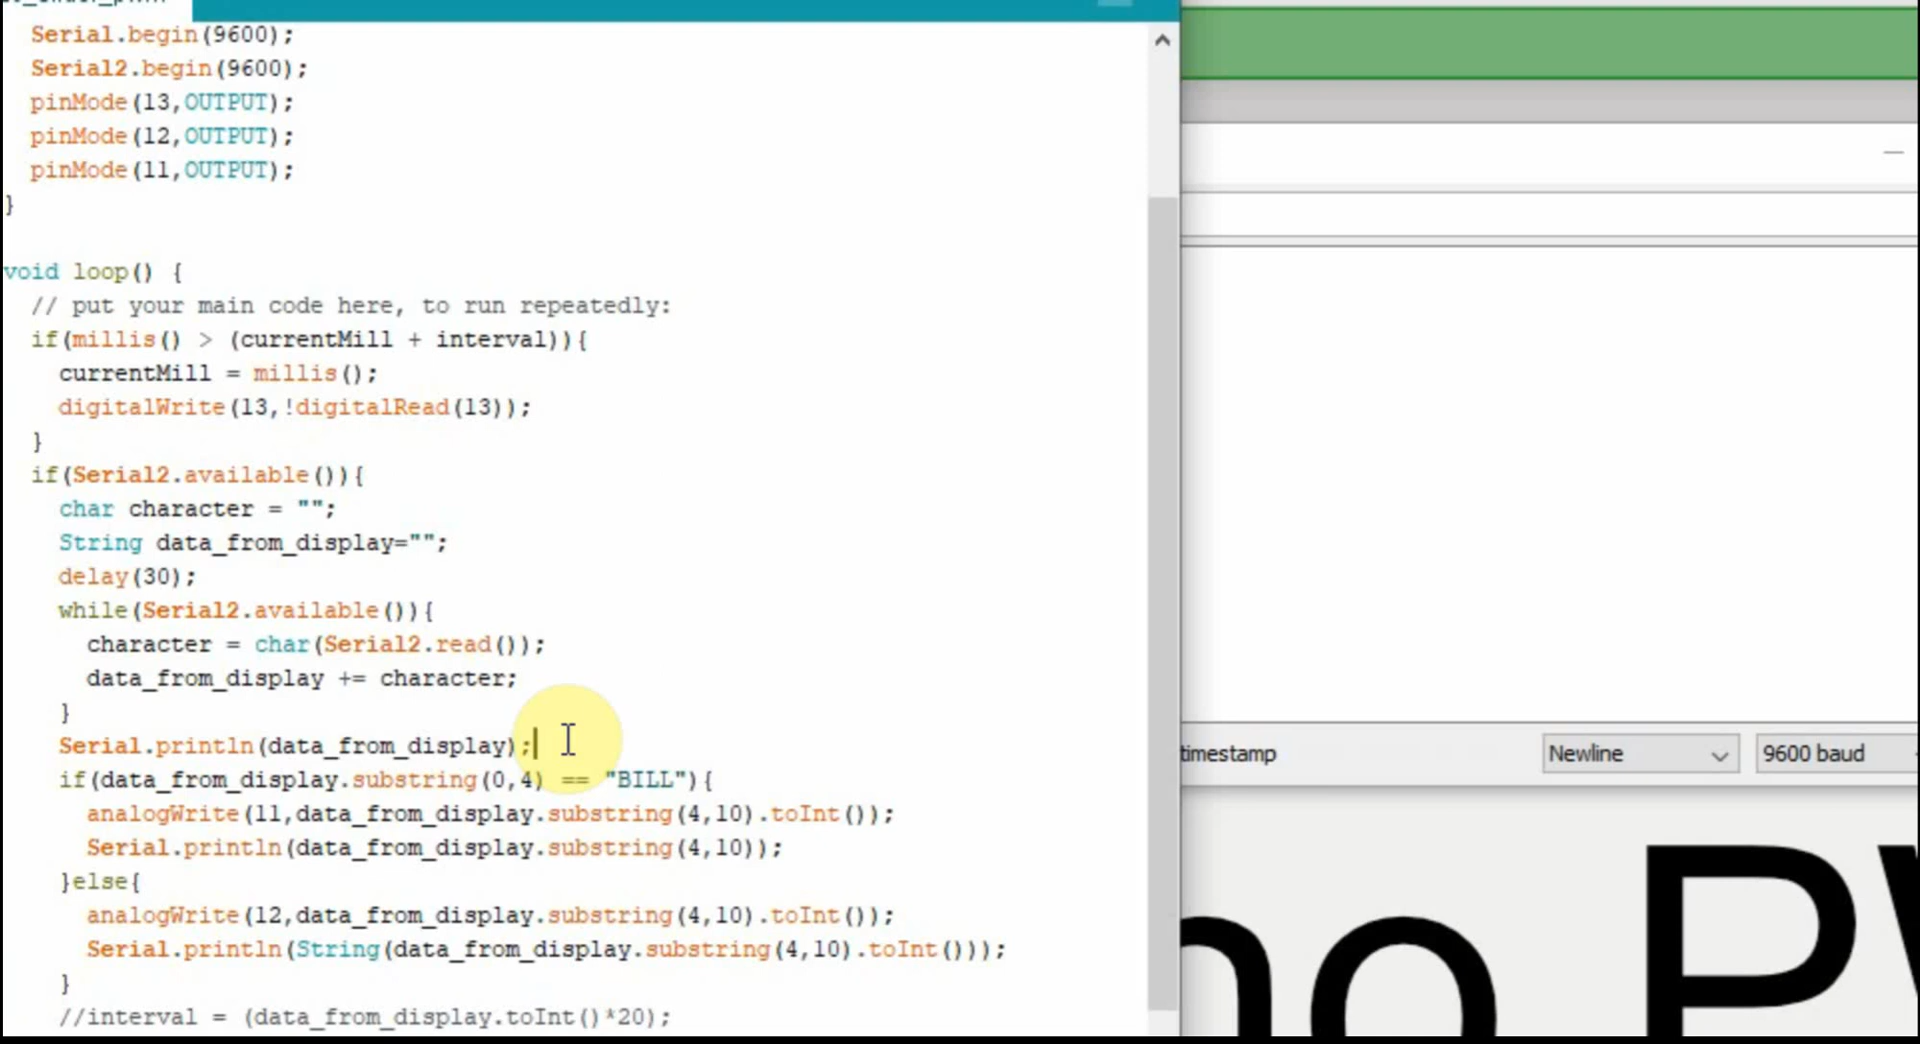 Serial.begin(9600);
Serial2.begin(9600);
pinMode(13,OUTPUT);
pinMode(12,OUTPUT);
pinMode(11,OUTPUT);
}
void loop() {
// put your main code here, to run repeatedly:
if(millis() > (currentMill + interval)){
currentMill = millis();
digitalWrite(13,!digitalRead(13));
}
if(Serial2.available()){
char character = "";
String data_from_display="";
delay(30);
while(Serial2.available()){
character = char(Serial2.read());
data_from_display += character;
}
Serial.println(data_from_display);
if(data_from_display.substring(0,4) == "BILL"){
analogWrite(11,data_from_display.substring(4,10).toInt());
Serial.println(data_from_display.substring(4,10));
}else{
analogWrite(12,data_from_display.substring(4,10).toInt());
Serial.println(String(data_from_display.substring(4,10).toInt()));
}
//interval = (data_from_display.toInt()*20);
timestamp
Newline
9600 baud
no PW